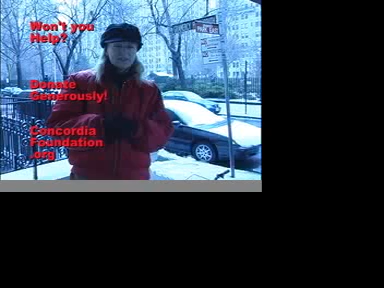 Won't you
Help?
Donate
Generously!
Concordia
Foundation
.org